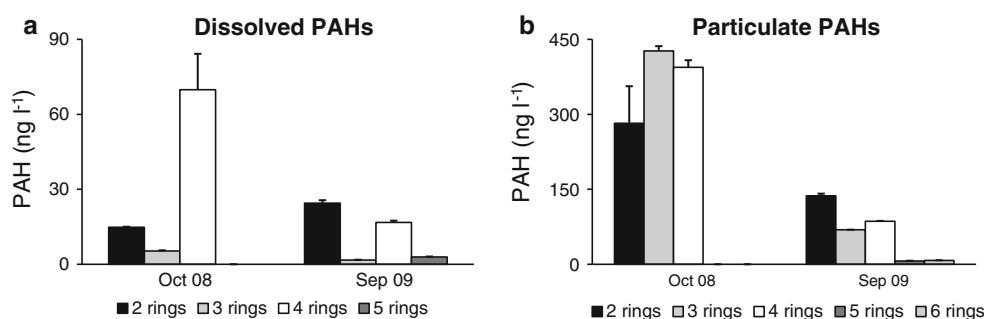 a Dissolved PAHs
90
60
30
0
PAH (ng l-1)
Oct 08 Sep 09
2 rings 3 rings 4 rings 5 rings
b Particulate PAHs
450
300
150
0
PAH (ng l-1)
Oct 08 Sep 09
2 rings 3 rings 4 rings 5 rings 6 rings